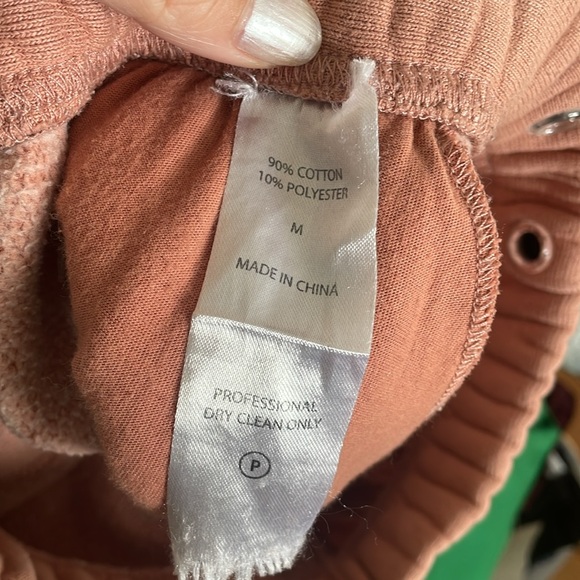 90% COTTON
10% POLYESTER
M
MADE IN CHINA
PROFESSIONAL
DRY CLEAN ONLY
P